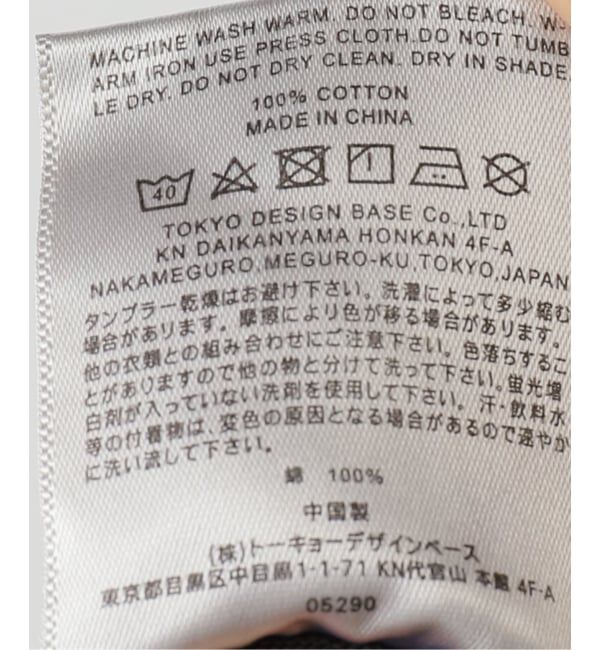 MACHINE WASH WARM. DO NOT BLEACH. W-
ARM IRON USE PRESS CLOTH.DO NOT TUMB
LE DRY. DO NOT DRY CLEAN. DRY IN SHADE.
100% COTTON
MADE IN CHINA
40
TOKYO DESIGN BASE Co.,LTD
KN DAIKANYAMA HONKAN 4F-A
NAKAMEGURO,MEGURO-KU,TOKYO,JAPAN
タンブラー乾燥はお避け下さい。洗濯によって多少縮む
場合があります。摩擦により色が移る場合があります。
他の衣類との組み合わせにご注意下さい。色落ちするこ
とがありますので他の物と分けて洗って下さい。蛍光増
白剤が入っていない洗剤を使用して下さい。汗・飲料水
等の付着物は、変色の原因となる場合があるので速やか
に洗い流して下さい。
綿 100%
中国製
(株)トーキョーデザインベース
東京都目黒区中目黒1-1-71 KN代官山 本館 4F-A
05290